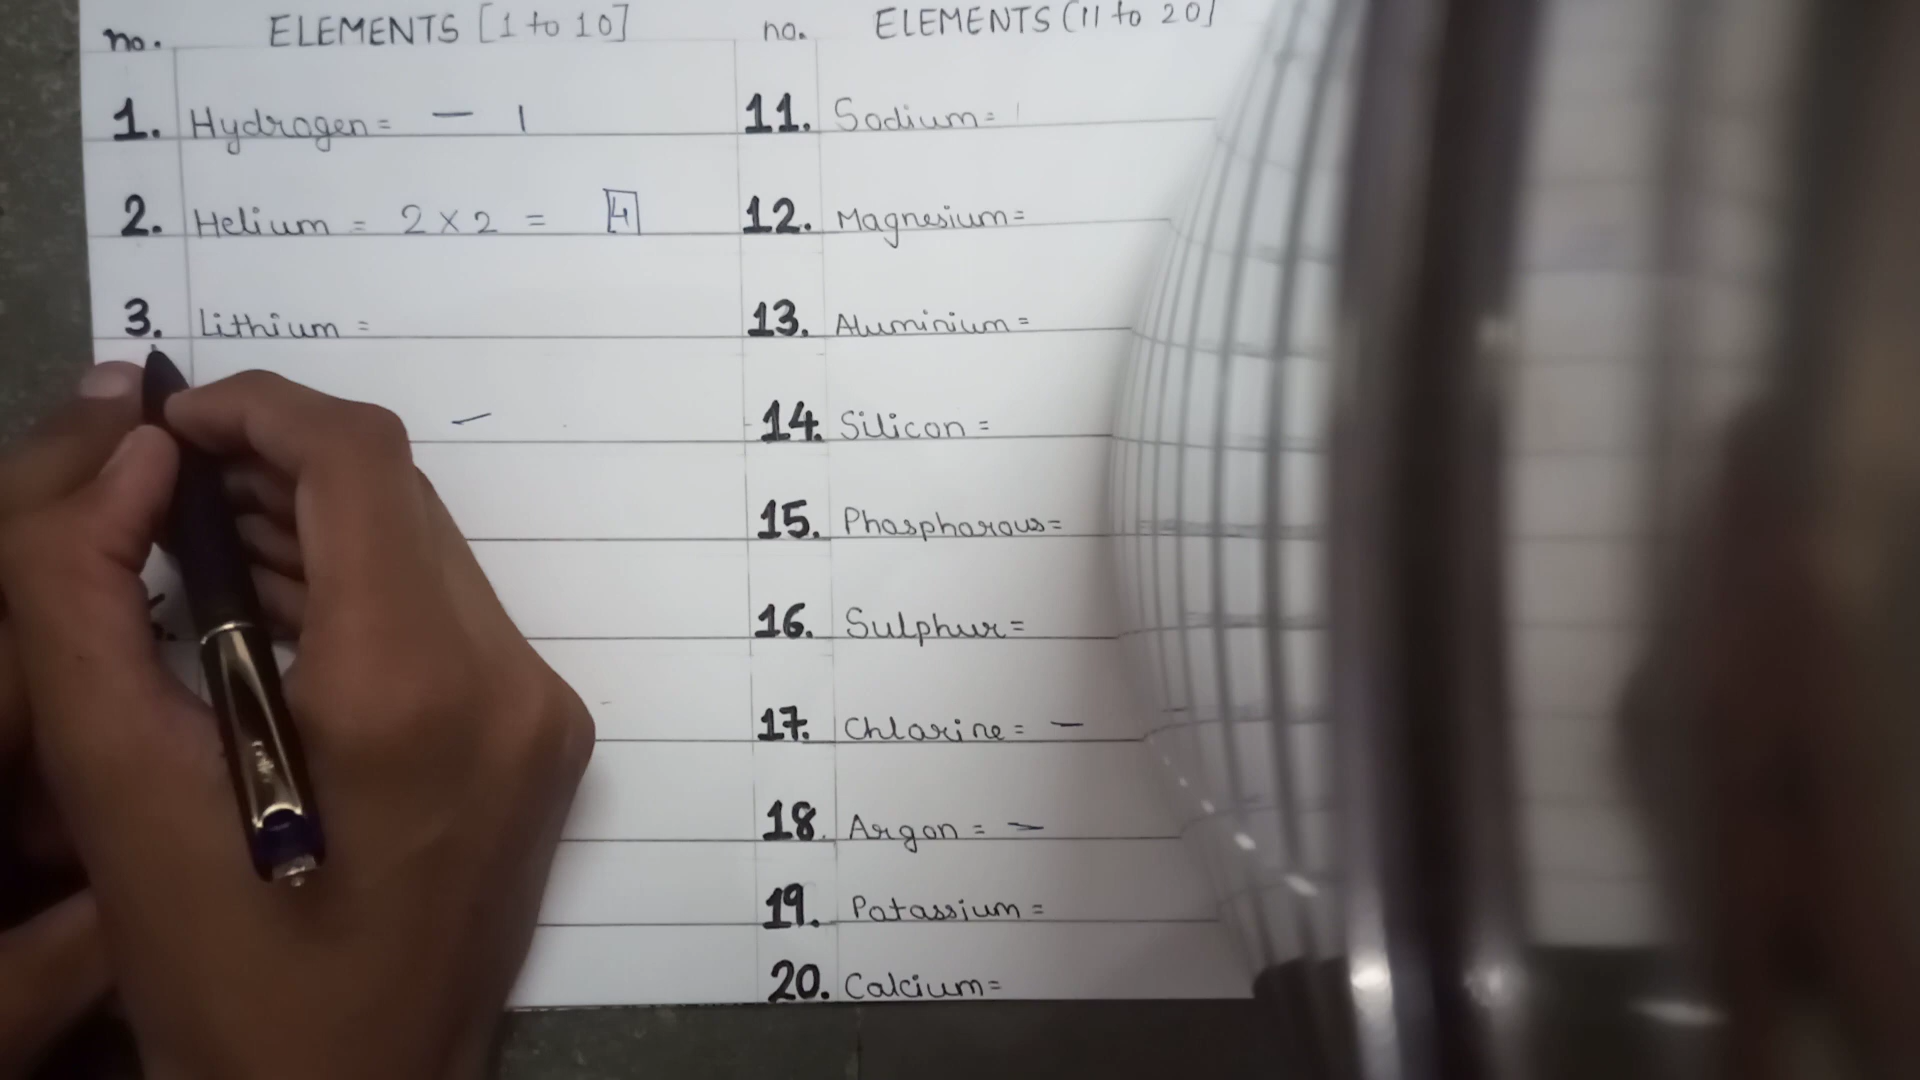 no. ELEMENTS [1 to 10] no. ELEMENTS (11 to 20]
1. Hydrogen = — 1 11. Sodium =
2. Helium = 2 × 2 = 4 12. Magnesium =
3. Lithium = 13. Aluminium =
— 14. Silicon =
15. Phosphorous =
16. Sulphur =
17. Chlorine = —
18. Argon = —
19. Potassium =
20. Calcium =